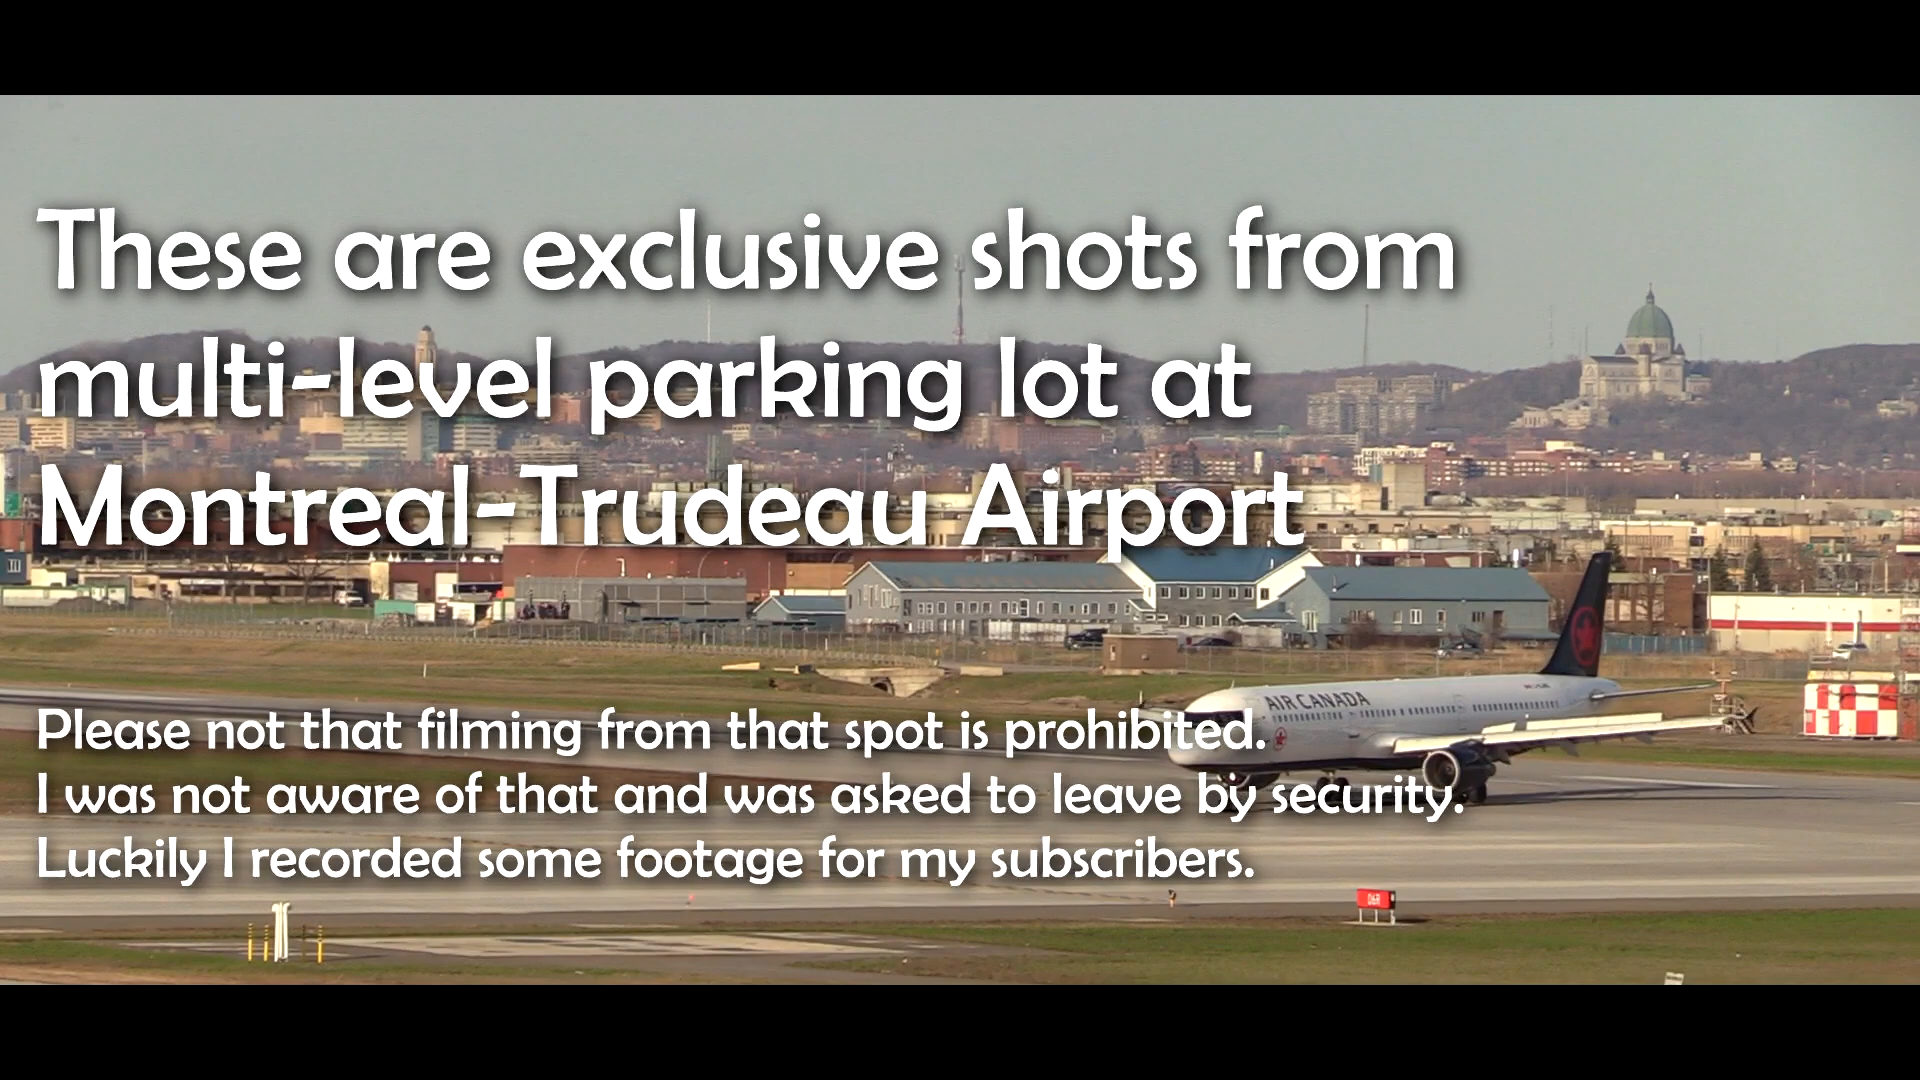 These are exclusive shots from
multi-level parking lot at
Montreal-Trudeau Airport
AIR CANADA
Please not that filming from that spot is prohibited.
I was not aware of that and was asked to leave by security.
Luckily I recorded some footage for my subscribers.
06R